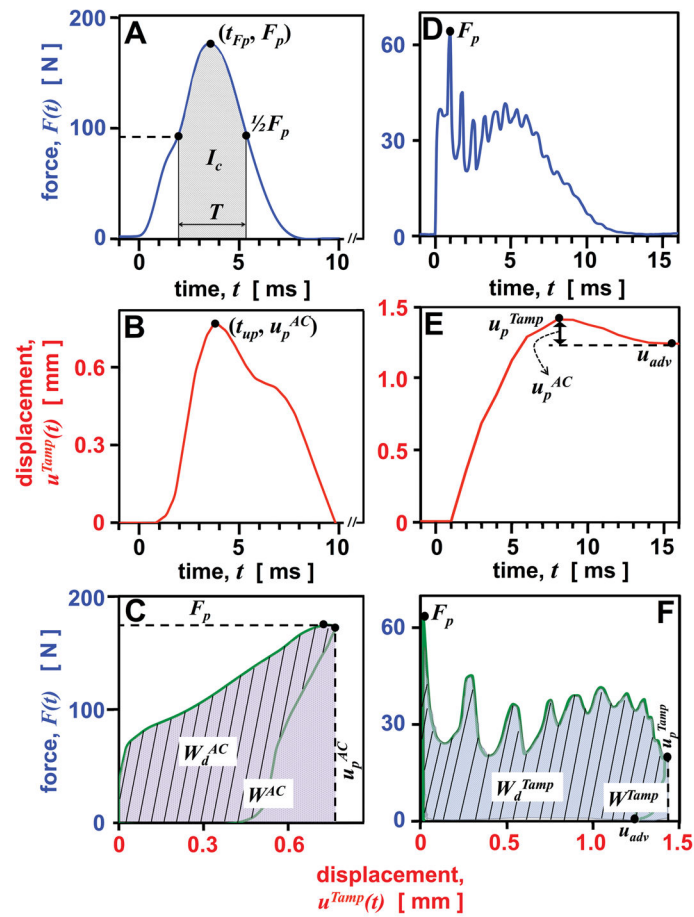 A
200
100
0
force, F(t) [ N ]
(t_Fp, F_p)
½F_p
I_c
T
0 5 10
time, t [ ms ]
D
60
30
0
F_p
0 5 10 15
time, t [ ms ]
B
0.6
0.3
0
displacement,
u^Tamp(t) [ mm ]
(t_up, u_p^AC)
0 5 10
time, t [ ms ]
E
1.5
1.0
0.5
0
u_p^Tamp
u_adv
u_p^AC
0 5 10 15
time, t [ ms ]
C
200
100
0
force, F(t) [ N ]
F_p
W_d^AC
W^AC
u_p^AC
0 0.3 0.6
F
60
30
0
F_p
u_p^Tamp
W_d^Tamp
W^Tamp
u_adv
0 0.5 1.0 1.5
displacement,
u^Tamp(t) [ mm ]